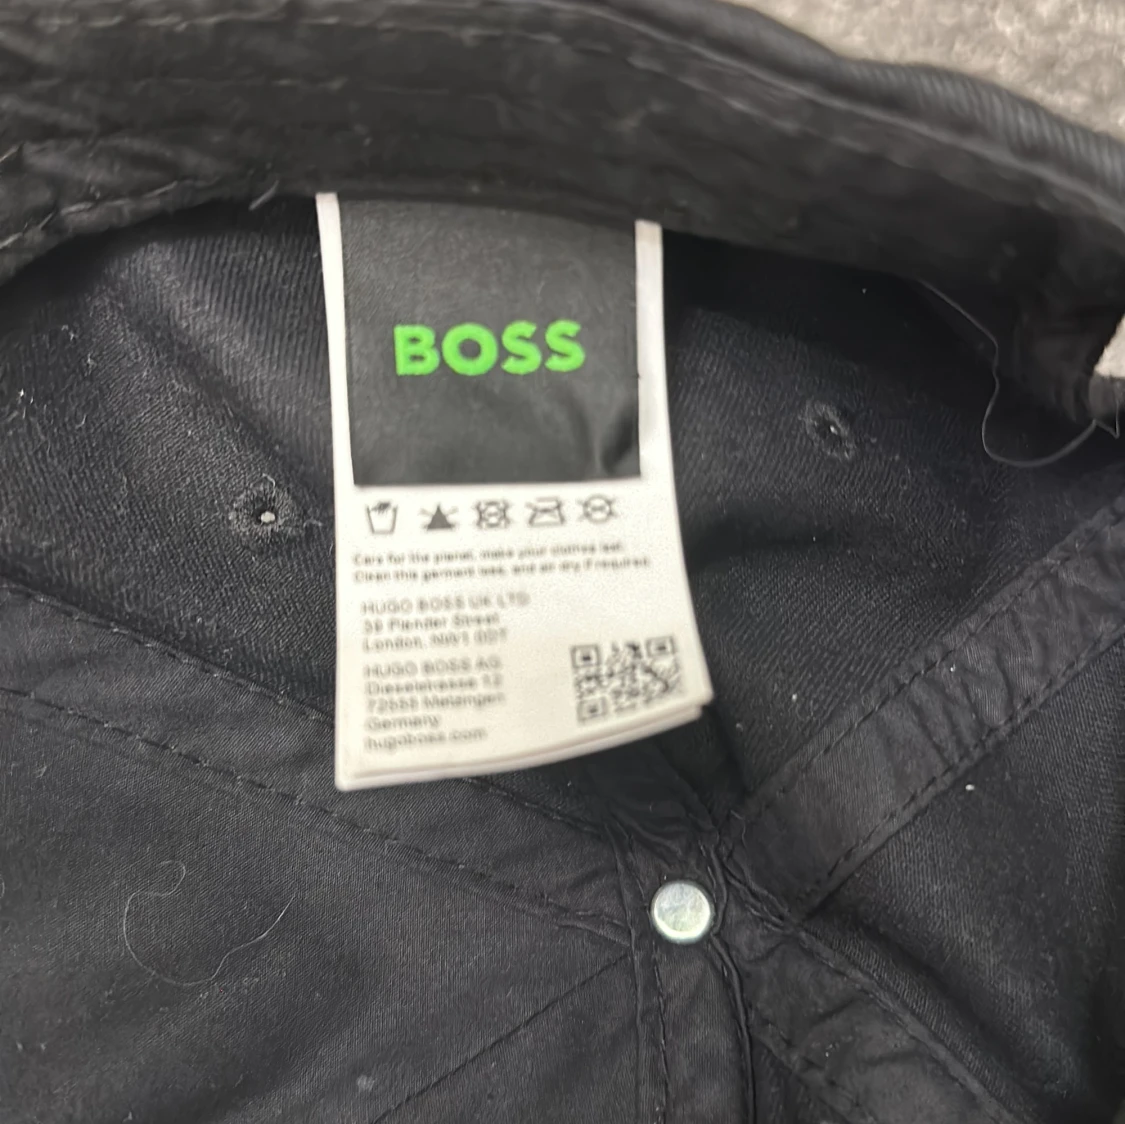 BOSS
Care for the planet, make your clothes last.
Clean this garment less, and air dry if required.
HUGO BOSS UK LTD
39 Plender Street
London, NW1 0DT
HUGO BOSS AG
Dieselstrasse 12
72555 Metzingen
Germany
hugoboss.com